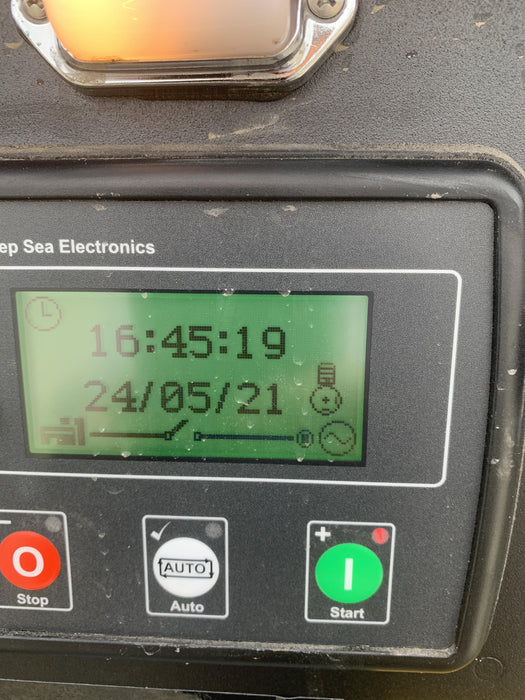 ep Sea Electronics
16:45:19
24/05/21
- 
O
Stop
✓
AUTO
Auto
+
I
Start